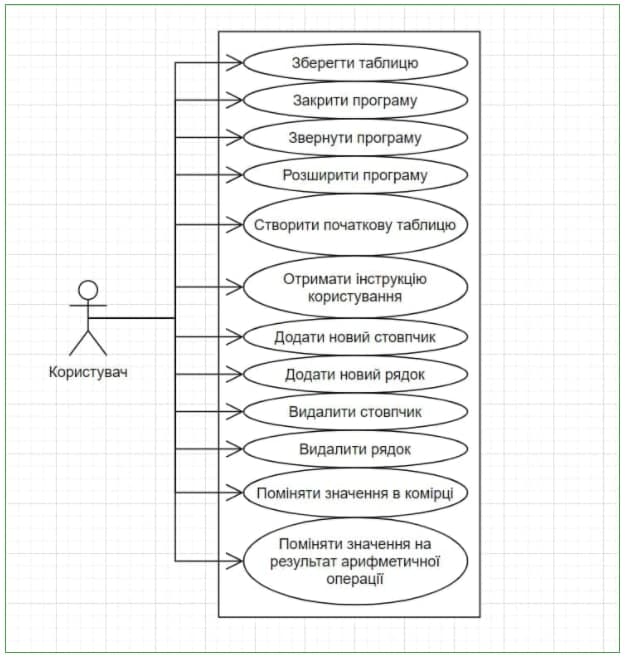 Зберегти таблицю
Закрити програму
Звернути програму
Розширити програму
Створити початкову таблицю
Отримати інструкцію
користування
Додати новий стовпчик
Додати новий рядок
Видалити стовпчик
Видалити рядок
Поміняти значення в комірці
Поміняти значення на
результат арифметичної
операції
Користувач